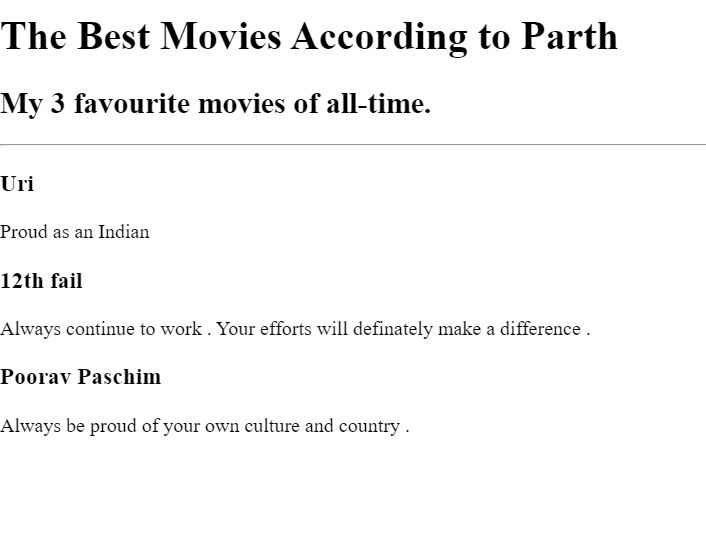 The Best Movies According to Parth
My 3 favourite movies of all-time.
Uri
Proud as an Indian
12th fail
Always continue to work . Your efforts will definately make a difference .
Poorav Paschim
Always be proud of your own culture and country .